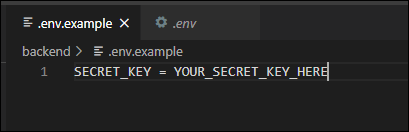 .env.example .env
backend > .env.example
1 SECRET_KEY = YOUR_SECRET_KEY_HERE